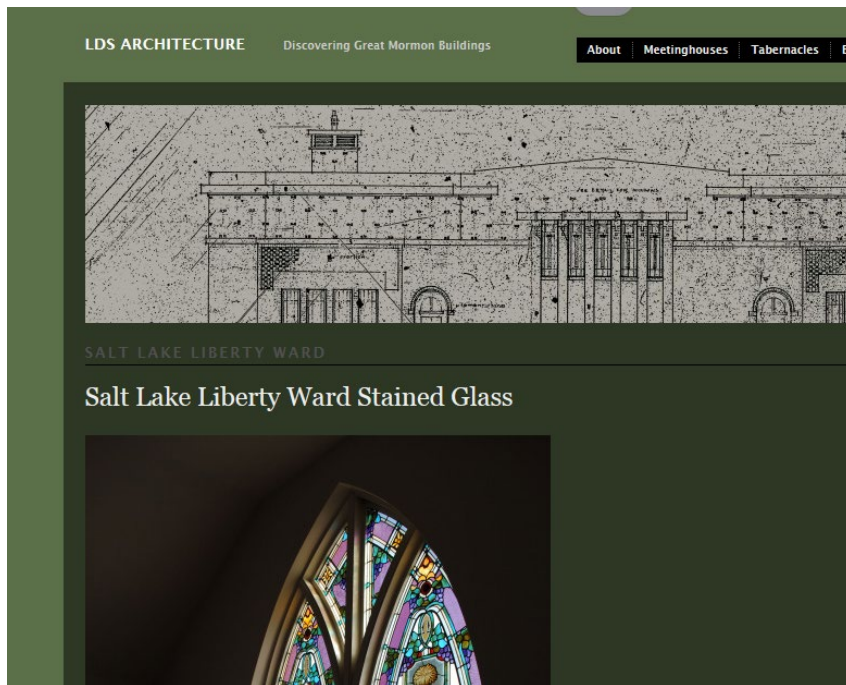 LDS ARCHITECTURE
Discovering Great Mormon Buildings
About Meetinghouses Tabernacles
SALT LAKE LIBERTY WARD
Salt Lake Liberty Ward Stained Glass